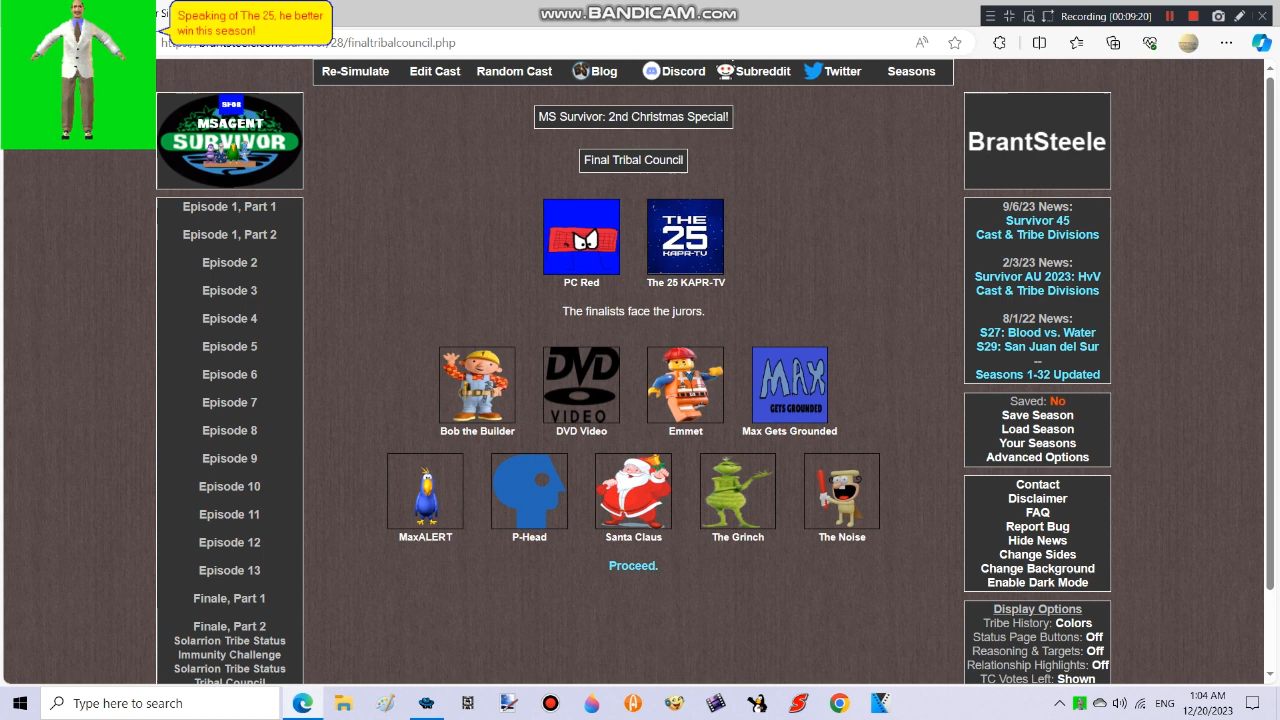 www.BANDICAM.com
Recording [00:09:20]
Speaking of The 25, he better
win this season!
/28/finaltribalcouncil.php
Re-Simulate
Edit Cast
Random Cast
Blog
Discord
Subreddit
Twitter
Seasons
SFOS
MSAGENT
SURVIVOR
MS Survivor: 2nd Christmas Special!
Final Tribal Council
BrantSteele
Episode 1, Part 1
Episode 1, Part 2
Episode 2
Episode 3
Episode 4
Episode 5
Episode 6
Episode 7
Episode 8
Episode 9
Episode 10
Episode 11
Episode 12
Episode 13
Finale, Part 1
Finale, Part 2
Solarrion Tribe Status
Immunity Challenge
Solarrion Tribe Status
Tribal Council
THE
25
KAPR-TV
PC Red
The 25 KAPR-TV
The finalists face the jurors.
DVD
VIDEO
MAX
GETS GROUNDED
Bob the Builder
DVD Video
Emmet
Max Gets Grounded
MaxALERT
P-Head
Santa Claus
The Grinch
The Noise
Proceed.
9/6/23 News:
Survivor 45
Cast & Tribe Divisions
2/3/23 News:
Survivor AU 2023: HvV
Cast & Tribe Divisions
8/1/22 News:
S27: Blood vs. Water
S29: San Juan del Sur
--
Seasons 1-32 Updated
Saved: No
Save Season
Load Season
Your Seasons
Advanced Options
Contact
Disclaimer
FAQ
Report Bug
Hide News
Change Sides
Change Background
Enable Dark Mode
Display Options
Tribe History: Colors
Status Page Buttons: Off
Reasoning & Targets: Off
Relationship Highlights: Off
TC Votes Left: Shown
Type here to search
ENG
1:04 AM
12/20/2023